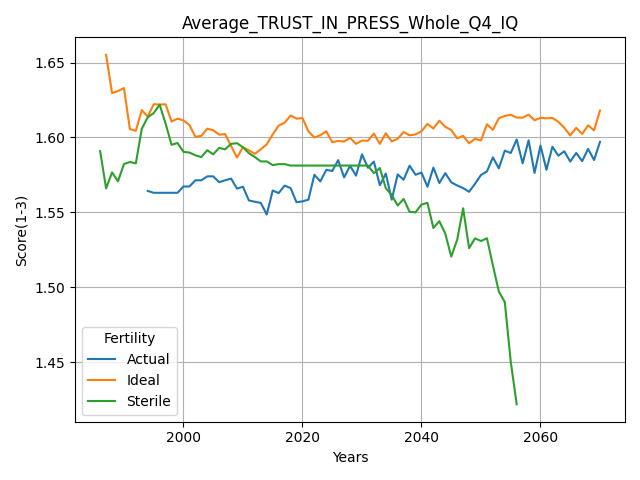 Average_TRUST_IN_PRESS_Whole_Q4_IQ
Score(1-3)
1.65
1.60
1.55
1.50
1.45
Fertility
Actual
Ideal
Sterile
2000 2020 2040 2060
Years